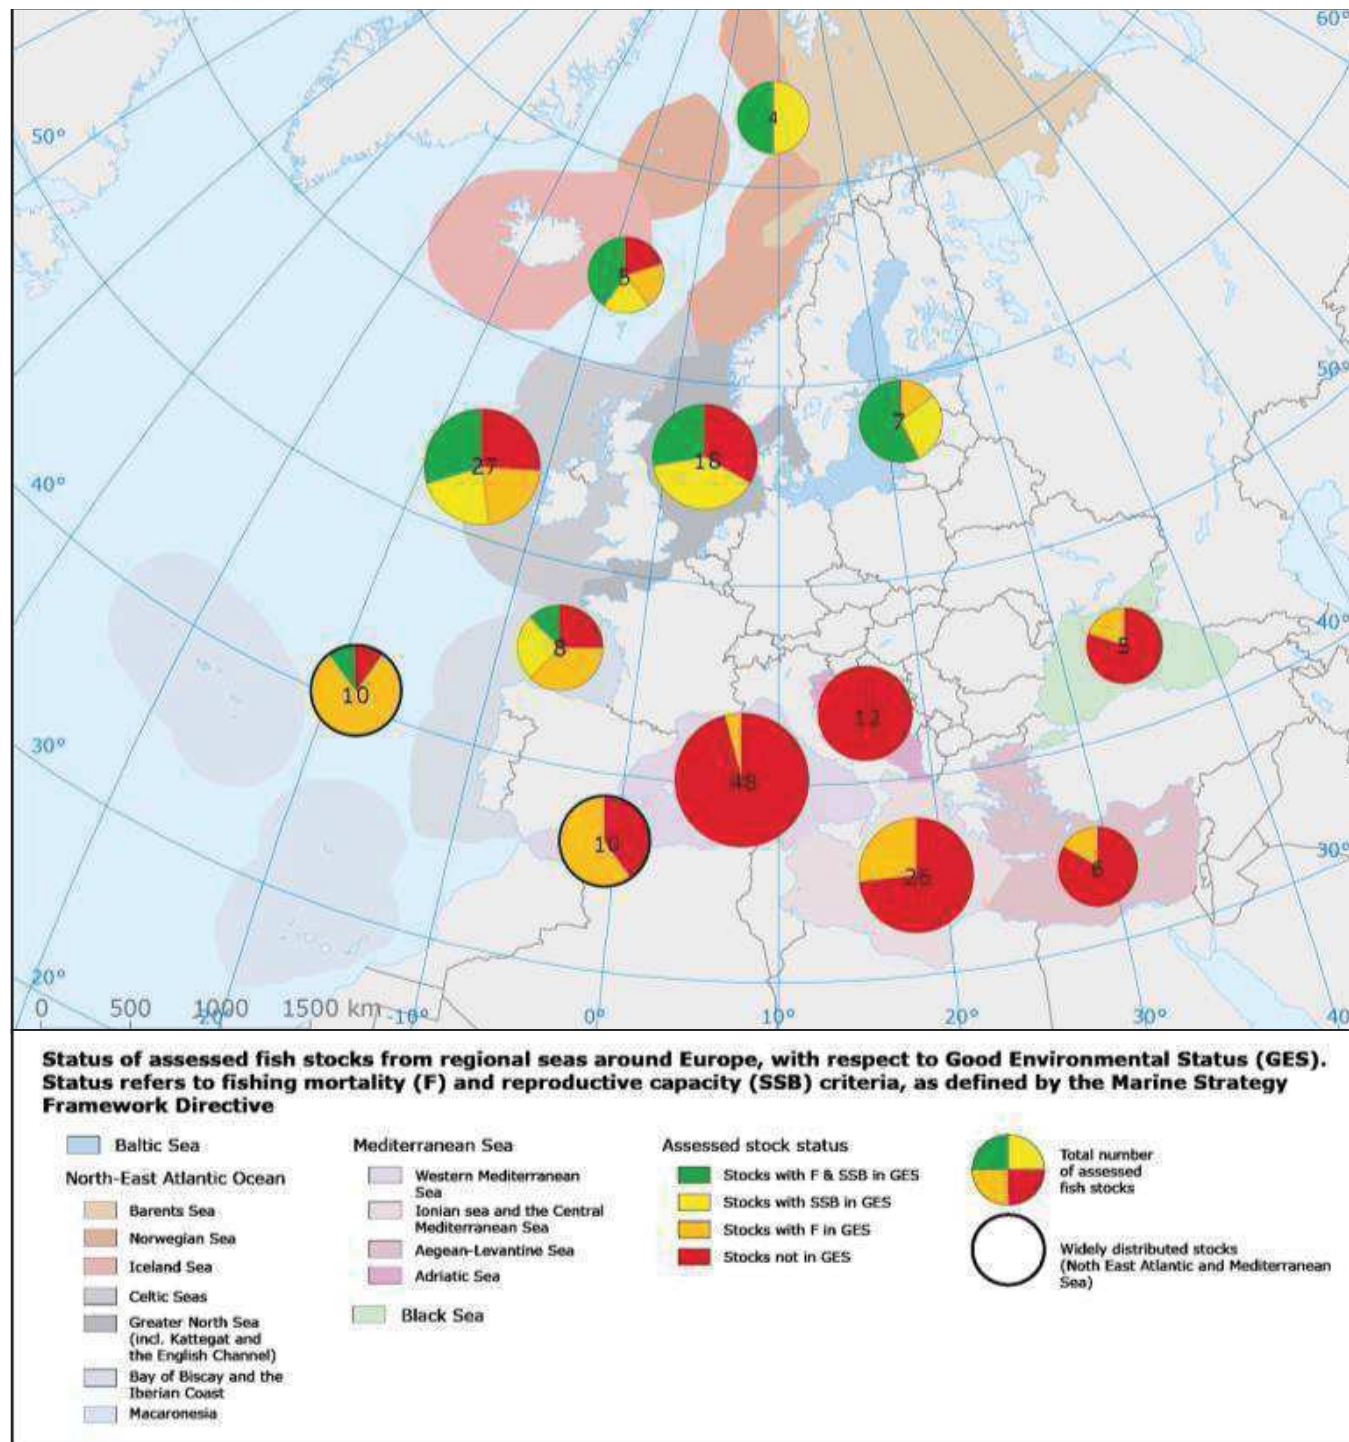 60°
50°
4
5
50°
7
27
16
40°
40°
8
5
10
30°
12
48
10
30°
26
6
20°
0 500 1000 1500 km
20° -10° 0° 10° 20° 30° 40
Status of assessed fish stocks from regional seas around Europe, with respect to Good Environmental Status (GES).
Status refers to fishing mortality (F) and reproductive capacity (SSB) criteria, as defined by the Marine Strategy
Framework Directive
Baltic Sea
North-East Atlantic Ocean
Barents Sea
Norwegian Sea
Iceland Sea
Celtic Seas
Greater North Sea
(incl. Kattegat and
the English Channel)
Bay of Biscay and the
Iberian Coast
Macaronesia
Mediterranean Sea
Western Mediterranean
Sea
Ionian sea and the Central
Mediterranean Sea
Aegean-Levantine Sea
Adriatic Sea
Black Sea
Assessed stock status
Stocks with F & SSB in GES
Stocks with SSB in GES
Stocks with F in GES
Stocks not in GES
Total number
of assessed
fish stocks
Widely distributed stocks
(Noth East Atlantic and Mediterranean
Sea)